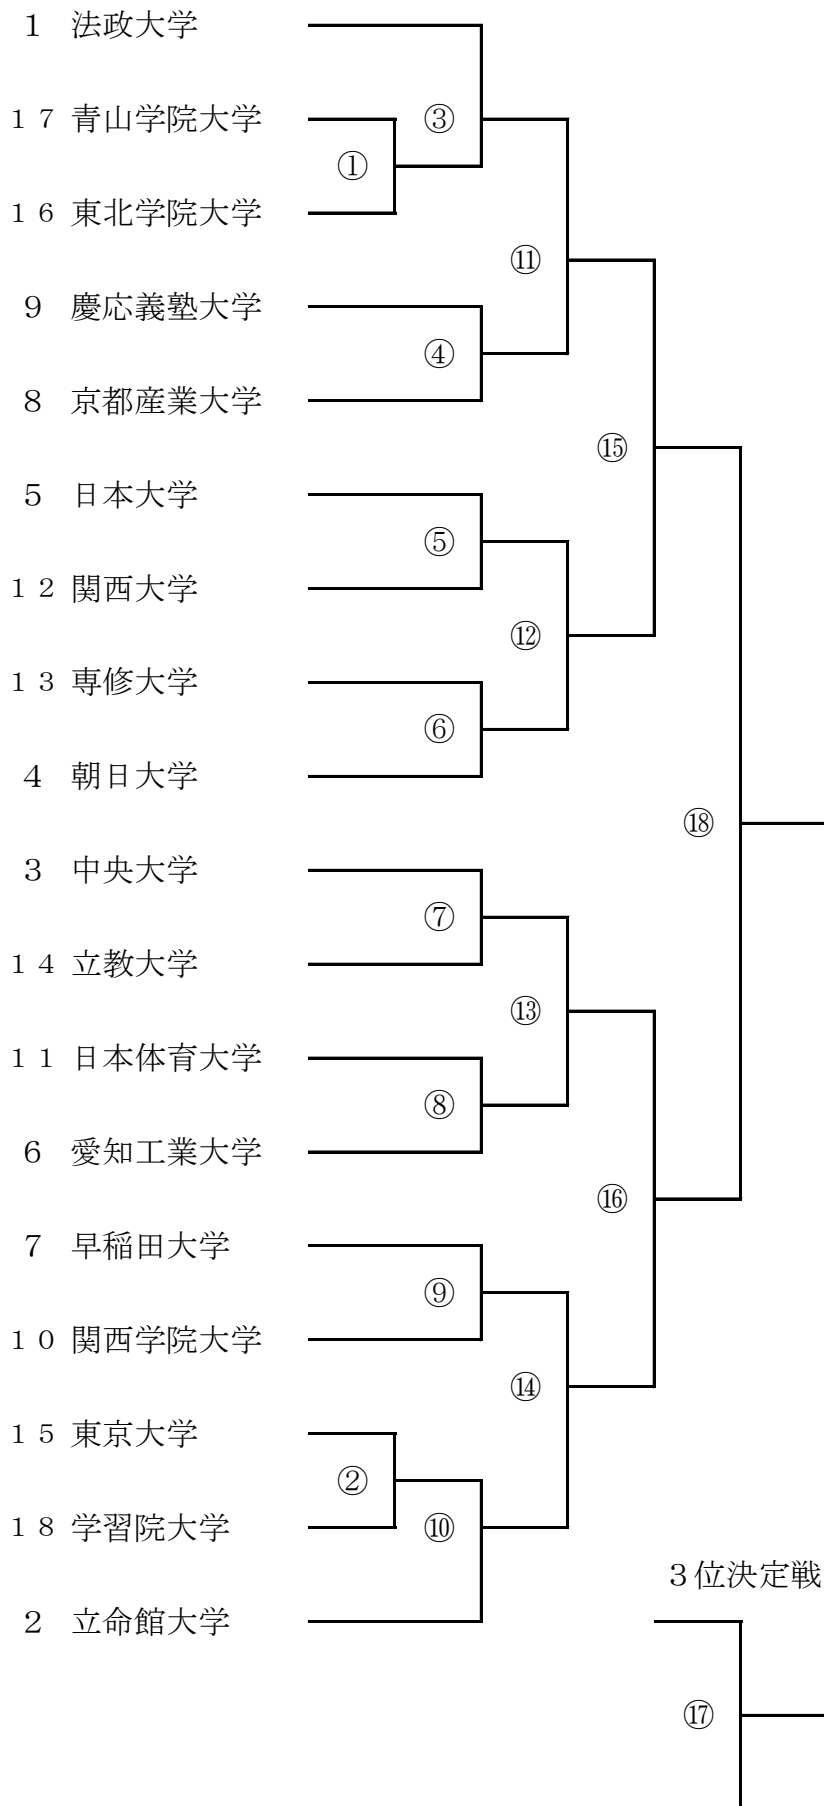 1 法政大学
17 青山学院大学
③
①
16 東北学院大学
⑪
9 慶応義塾大学
④
8 京都産業大学
⑮
5 日本大学
⑤
12 関西大学
⑫
13 専修大学
⑥
4 朝日大学
⑱
3 中央大学
⑦
14 立教大学
⑬
11 日本体育大学
⑧
6 愛知工業大学
⑯
7 早稲田大学
⑨
10 関西学院大学
⑭
15 東京大学
②
18 学習院大学
⑩
3位決定戦
2 立命館大学
⑰